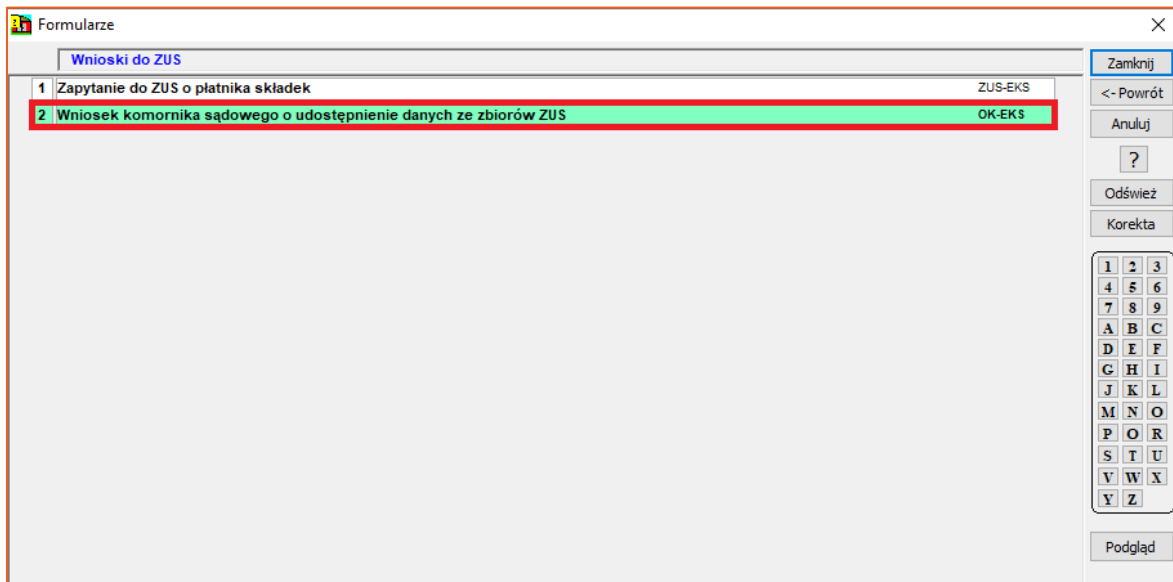 Formularze
Wnioski do ZUS
1 Zapytanie do ZUS o płatnika składek ZUS-EKS
2 Wniosek komornika sądowego o udostępnienie danych ze zbiorów ZUS OK-EKS
Zamknij
<- Powrót
Anuluj
?
Odśwież
Korekta
1 2 3
4 5 6
7 8 9
A B C
D E F
G H I
J K L
M N O
P O R
S T U
V W X
Y Z
Podgląd